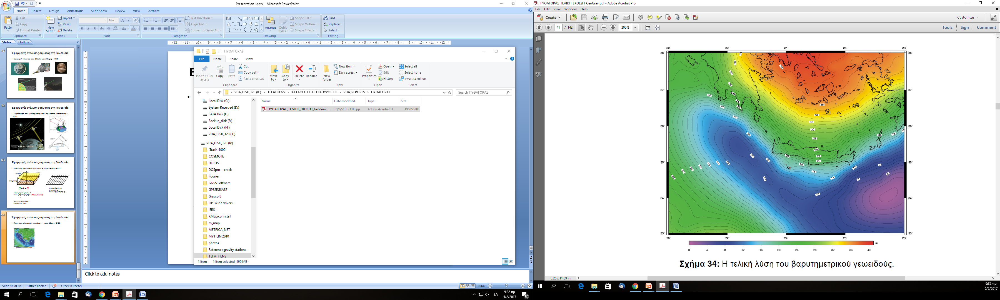 Presentation1.pptx - Microsoft PowerPoint
Home Insert Design Animations Slide Show Review View Acrobat
Paste
Cut
Copy
Format Painter
Clipboard
New Slide
Layout
Reset
Delete
Slides
16
Font
Paragraph
Text Direction
Align Text
Convert to SmartArt
Arrange
Quick Styles
Shape Fill
Shape Outline
Shape Effects
Drawing
Find
Replace
Select
Editing
Slides Outline
41
Εφαρμογές ανάλυσης σήματος στη Γεωδαισία
42
Εφαρμογές ανάλυσης σήματος στη Γεωδαισία
43
Εφαρμογές ανάλυσης σήματος στη Γεωδαισία
H = h – N
44
Εφαρμογές ανάλυσης σήματος στη Γεωδαισία
ΠΥΘΑΓΟΡΑΣ
File Home Share View
Pin to Quick access
Copy
Paste
Cut
Copy path
Paste shortcut
Clipboard
Move to
Copy to
Delete
Rename
Organize
New folder
New item
Easy access
New
Properties
Open
Edit
History
Open
Select all
Select none
Invert selection
Select
VDA_DISK_128 (K:) > TEI ATHENS > ΚΑΤΑΘΕΣΗ ΓΙΑ ΕΠΙΚΟΥΡΟΣ ΤΕΙ > VDA_REPORTS > ΠΥΘΑΓΟΡΑΣ
Search ΠΥΘΑΓΟΡΑΣ
Name Date modified Type Size
ΠΥΘΑΓΟΡΑΣ_ΤΕΛΙΚΗ_ΕΚΘΕΣΗ_GeoGrav.... 18/6/2013 1:00 μμ Adobe Acrobat D... 195056 KB
Local Disk (C:)
System Reserved (D:)
SATA Disk (E:)
Backup_disk (F:)
Local Disk (H:)
VDA_DISK_128 (K:)
VDA_DISK_128 (K:)
.Trash-1000
COSMOTE
DEROS
DOSprn + crack
Fourier
GNSS Software
GPS2EGSA87
Gravsoft
HP-Win7 drivers
IERS
KMSpico Install
m_map
METRICA_NET
MYTILINI2010
photos
Reference gravity stations
TEI ATHENS
1 item 1 item selected 190 MB
Click to add notes
Slide 44 of 44 "Office Theme" Greek (Greece) 106%
ΕΛ 9:32 πμ
5/2/2017
12
ΠΥΘΑΓΟΡΑΣ_ΤΕΛΙΚΗ_ΕΚΘΕΣΗ_GeoGrav.pdf - Adobe Acrobat Pro
File Edit View Window Help
Create Customize
41 / 142 200% Tools Sign Comment
20° 22° 24° 26° 28°
38° 38°
37° 37°
36° 36°
35° 35°
34° 34°
33° 33°
20° 22° 24° 26° 28°
m
0 4 8 12 16 20 24 28 32 36 40
Σχήμα 34: Η τελική λύση του βαρυτημετρικού γεωειδούς.
8.26 x 11.69 in
9:32 πμ
5/2/2017